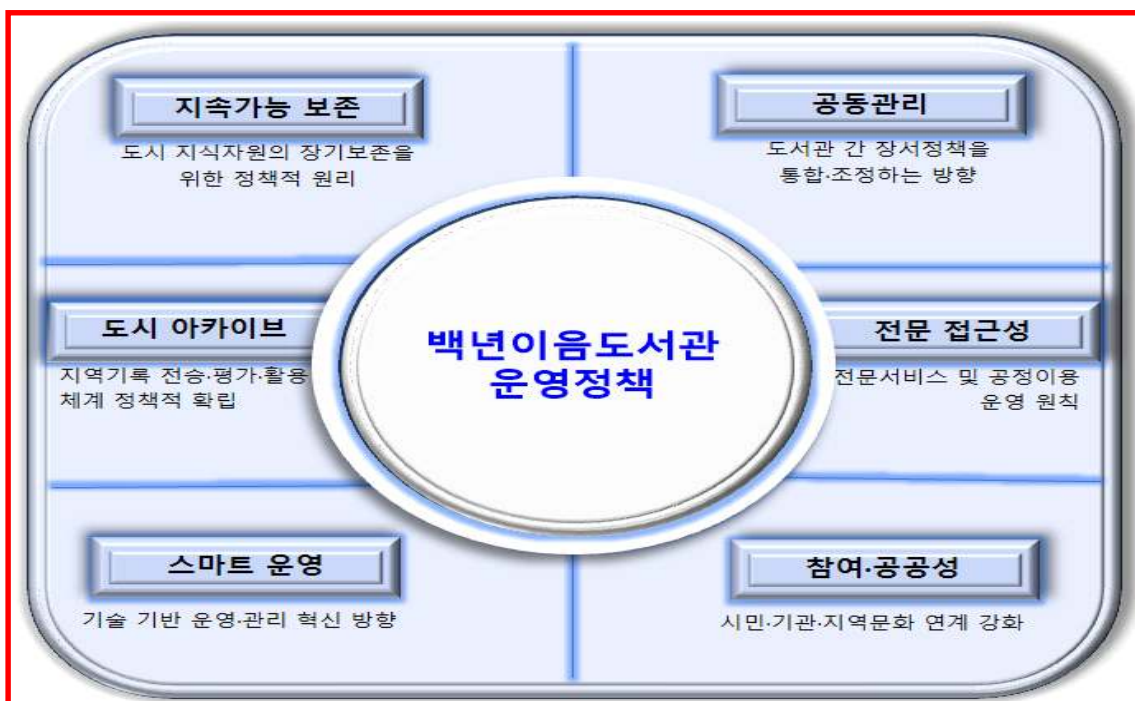 지속가능 보존
도시 지식자원의 장기보존을
위한 정책적 원리
공동관리
도서관 간 장서정책을
통합·조정하는 방향
백년이음도서관
운영정책
도시 아카이브
지역기록 전승·평가·활용
체계 정책적 확립
전문 접근성
전문서비스 및 공정이용
운영 원칙
스마트 운영
기술 기반 운영·관리 혁신 방향
참여·공공성
시민·기관·지역문화 연계 강화